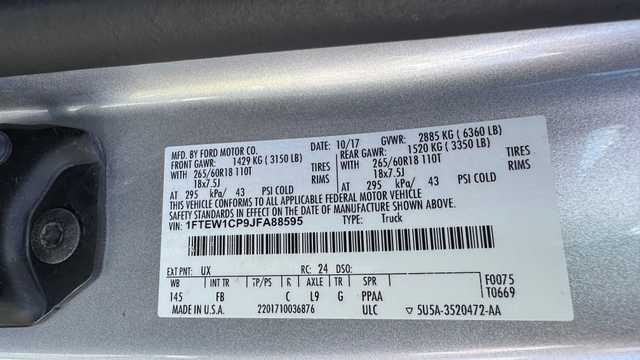 MFD. BY FORD MOTOR CO. DATE: 10/17 GVWR: 2885 KG ( 6360 LB)
FRONT GAWR: 1429 KG ( 3150 LB) REAR GAWR: 1520 KG ( 3350 LB)
WITH 265/60R18 110T TIRES WITH 265/60R18 110T TIRES
18x7.5J RIMS 18x7.5J RIMS
AT 295 kPa/ 43 PSI COLD AT 295 kPa/ 43 PSI COLD
THIS VEHICLE CONFORMS TO ALL APPLICABLE FEDERAL MOTOR VEHICLE
SAFETY STANDARDS IN EFFECT ON THE DATE OF MANUFACTURE SHOWN ABOVE.
VIN: 1FTEW1CP9JFA88595 TYPE: Truck
EXT PNT: UX RC: 24 DSO:
WB INT TR TP/PS R AXLE TR SPR F0075
145 FB C L9 G PPAA T0669
MADE IN U.S.A. 2201710036876 ULC ▽ 5U5A-3520472-AA